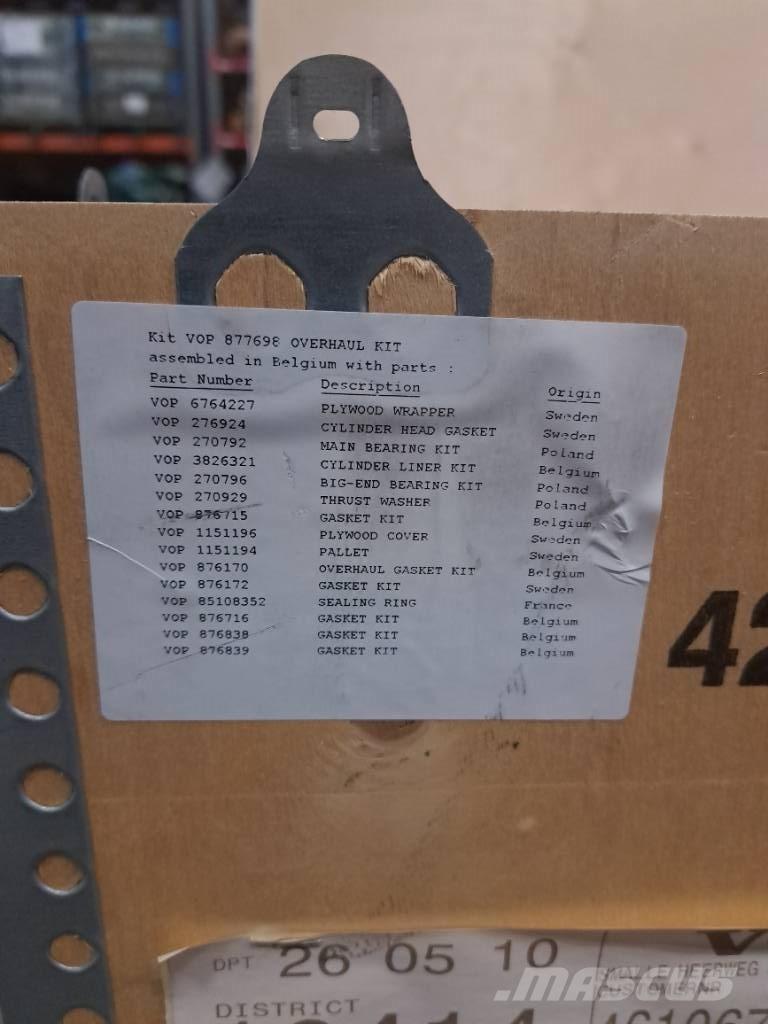 Kit VOP 877698 OVERHAUL KIT
assembled in Belgium with parts :
Part Number Description Origin
VOP 6764227 PLYWOOD WRAPPER Sweden
VOP 276924 CYLINDER HEAD GASKET Sweden
VOP 270792 MAIN BEARING KIT Poland
VOP 3826321 CYLINDER LINER KIT Belgium
VOP 270796 BIG-END BEARING KIT Poland
VOP 270929 THRUST WASHER Poland
VOP 876715 GASKET KIT Belgium
VOP 1151196 PLYWOOD COVER Sweden
VOP 1151194 PALLET Sweden
VOP 876170 OVERHAUL GASKET KIT Belgium
VOP 876172 GASKET KIT Sweden
VOP 85108352 SEALING RING France
VOP 876716 GASKET KIT Belgium
VOP 876838 GASKET KIT Belgium
VOP 876839 GASKET KIT Belgium
42
DPT 26 05 10
HEERWEG
CUSTOMERNR
DISTRICT
MASCUS